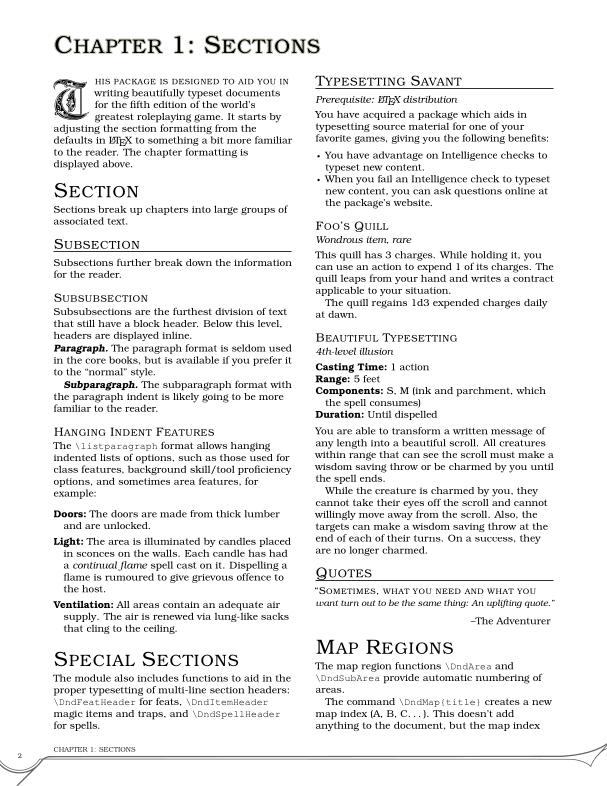 CHAPTER 1: SECTIONS
THIS PACKAGE IS DESIGNED TO AID YOU IN
writing beautifully typeset documents
for the fifth edition of the world's
greatest roleplaying game. It starts by
adjusting the section formatting from the
defaults in LATEX to something a bit more familiar
to the reader. The chapter formatting is
displayed above.
SECTION
Sections break up chapters into large groups of
associated text.
SUBSECTION
Subsections further break down the information
for the reader.
SUBSUBSECTION
Subsubsections are the furthest division of text
that still have a block header. Below this level,
headers are displayed inline.
Paragraph. The paragraph format is seldom used
in the core books, but is available if you prefer it
to the "normal" style.
Subparagraph. The subparagraph format with
the paragraph indent is likely going to be more
familiar to the reader.
HANGING INDENT FEATURES
The \listparagraph format allows hanging
indented lists of options, such as those used for
class features, background skill/tool proficiency
options, and sometimes area features, for
example:
Doors: The doors are made from thick lumber
and are unlocked.
Light: The area is illuminated by candles placed
in sconces on the walls. Each candle has had
a continual flame spell cast on it. Dispelling a
flame is rumoured to give grievous offence to
the host.
Ventilation: All areas contain an adequate air
supply. The air is renewed via lung-like sacks
that cling to the ceiling.
SPECIAL SECTIONS
The module also includes functions to aid in the
proper typesetting of multi-line section headers:
\DndFeatHeader for feats, \DndItemHeader
magic items and traps, and \DndSpellHeader
for spells.
TYPESETTING SAVANT
Prerequisite: LATEX distribution
You have acquired a package which aids in
typesetting source material for one of your
favorite games, giving you the following benefits:
• You have advantage on Intelligence checks to
typeset new content.
• When you fail an Intelligence check to typeset
new content, you can ask questions online at
the package's website.
FOO'S QUILL
Wondrous item, rare
This quill has 3 charges. While holding it, you
can use an action to expend 1 of its charges. The
quill leaps from your hand and writes a contract
applicable to your situation.
The quill regains 1d3 expended charges daily
at dawn.
BEAUTIFUL TYPESETTING
4th-level illusion
Casting Time: 1 action
Range: 5 feet
Components: S, M (ink and parchment, which
the spell consumes)
Duration: Until dispelled
You are able to transform a written message of
any length into a beautiful scroll. All creatures
within range that can see the scroll must make a
wisdom saving throw or be charmed by you until
the spell ends.
While the creature is charmed by you, they
cannot take their eyes off the scroll and cannot
willingly move away from the scroll. Also, the
targets can make a wisdom saving throw at the
end of each of their turns. On a success, they
are no longer charmed.
QUOTES
"SOMETIMES, WHAT YOU NEED AND WHAT YOU
want turn out to be the same thing: An uplifting quote."
–The Adventurer
MAP REGIONS
The map region functions \DndArea and
\DndSubArea provide automatic numbering of
areas.
The command \DndMap{title} creates a new
map index (A, B, C...). This doesn't add
anything to the document, but the map index
2
CHAPTER 1: SECTIONS